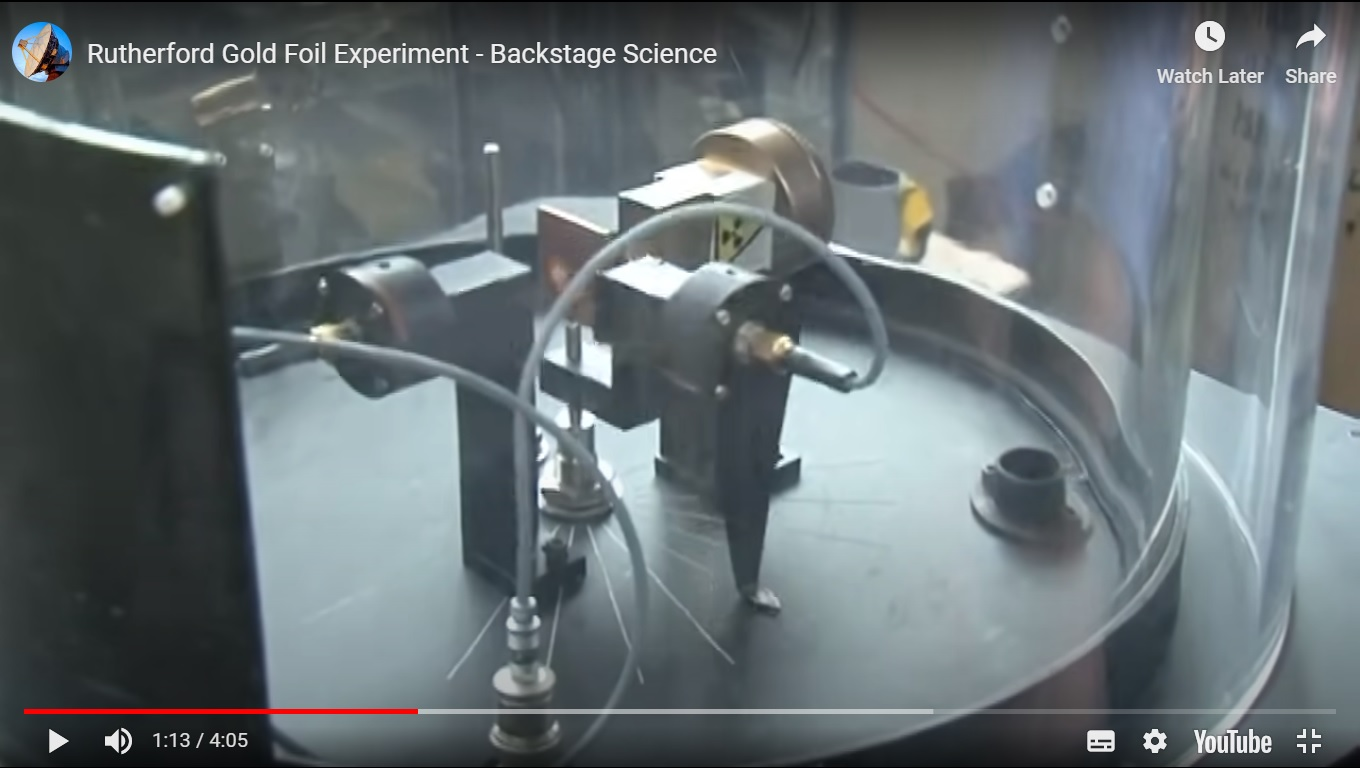 Rutherford Gold Foil Experiment - Backstage Science
Watch Later
Share
1:13 / 4:05
YouTube